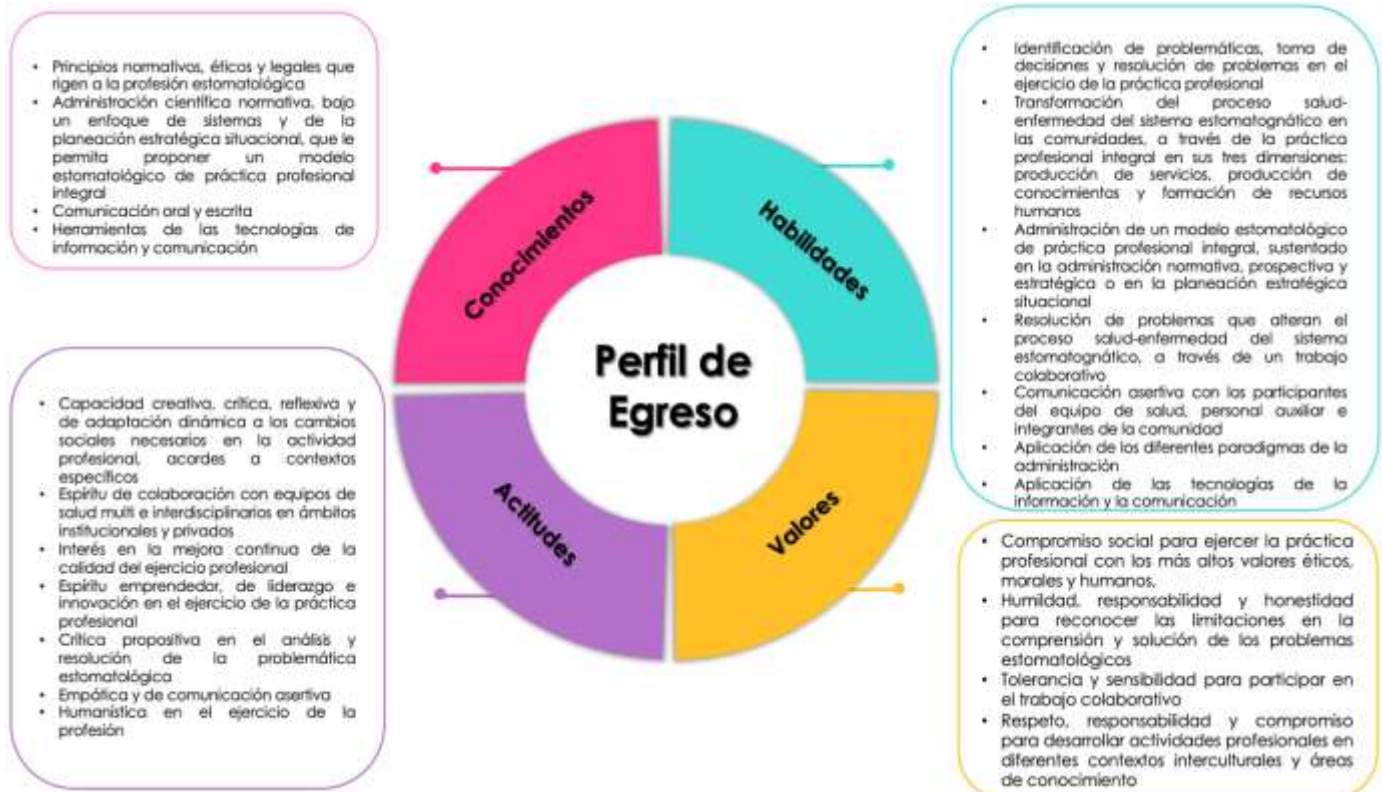 • Principios normativos, éticos y legales que
rigen a la profesión estomatológica
• Administración científica normativa, bajo
un enfoque de sistemas y de la
planeación estratégica situacional, que le
permita proponer un modelo
estomatológico de práctica profesional
integral
• Comunicación oral y escrita
• Herramientas de las tecnologías de
información y comunicación
• Identificación de problemáticas, toma de
decisiones y resolución de problemas en el
ejercicio de la práctica profesional
• Transformación del proceso salud-
enfermedad del sistema estomatognático en
las comunidades, a través de la práctica
profesional integral en sus tres dimensiones:
producción de servicios, producción de
conocimientos y formación de recursos
humanos
• Administración de un modelo estomatológico
de práctica profesional integral, sustentado
en la administración normativa, prospectiva y
estratégica o en la planeación estratégica
situacional
• Resolución de problemas que alteran el
proceso salud-enfermedad del sistema
estomatognático, a través de un trabajo
colaborativo
• Comunicación asertiva con los participantes
del equipo de salud, personal auxiliar e
integrantes de la comunidad
• Aplicación de los diferentes paradigmas de la
administración
• Aplicación de las tecnologías de la
información y la comunicación
Conocimientos
Habilidades
Perfil de
Egreso
Actitudes
Valores
• Capacidad creativa, crítica, reflexiva y
de adaptación dinámica a los cambios
sociales necesarios en la actividad
profesional, acordes a contextos
específicos
• Espíritu de colaboración con equipos de
salud multi e interdisciplinarios en ámbitos
institucionales y privados
• Interés en la mejora continua de la
calidad del ejercicio profesional
• Espíritu emprendedor, de liderazgo e
innovación en el ejercicio de la práctica
profesional
• Crítica propositiva en el análisis y
resolución de la problemática
estomatológica
• Empática y de comunicación asertiva
• Humanística en el ejercicio de la
profesión
• Compromiso social para ejercer la práctica
profesional con los más altos valores éticos,
morales y humanos.
• Humildad, responsabilidad y honestidad
para reconocer las limitaciones en la
comprensión y solución de los problemas
estomatológicos
• Tolerancia y sensibilidad para participar en
el trabajo colaborativo
• Respeto, responsabilidad y compromiso
para desarrollar actividades profesionales en
diferentes contextos interculturales y áreas
de conocimiento